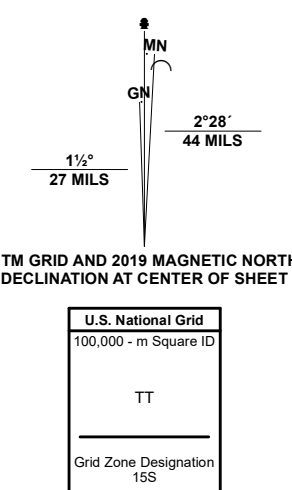 MN
GN
2°28´
44 MILS
1½°
27 MILS
TM GRID AND 2019 MAGNETIC NORTH
DECLINATION AT CENTER OF SHEET
U.S. National Grid
100,000 - m Square ID
TT
Grid Zone Designation
15S